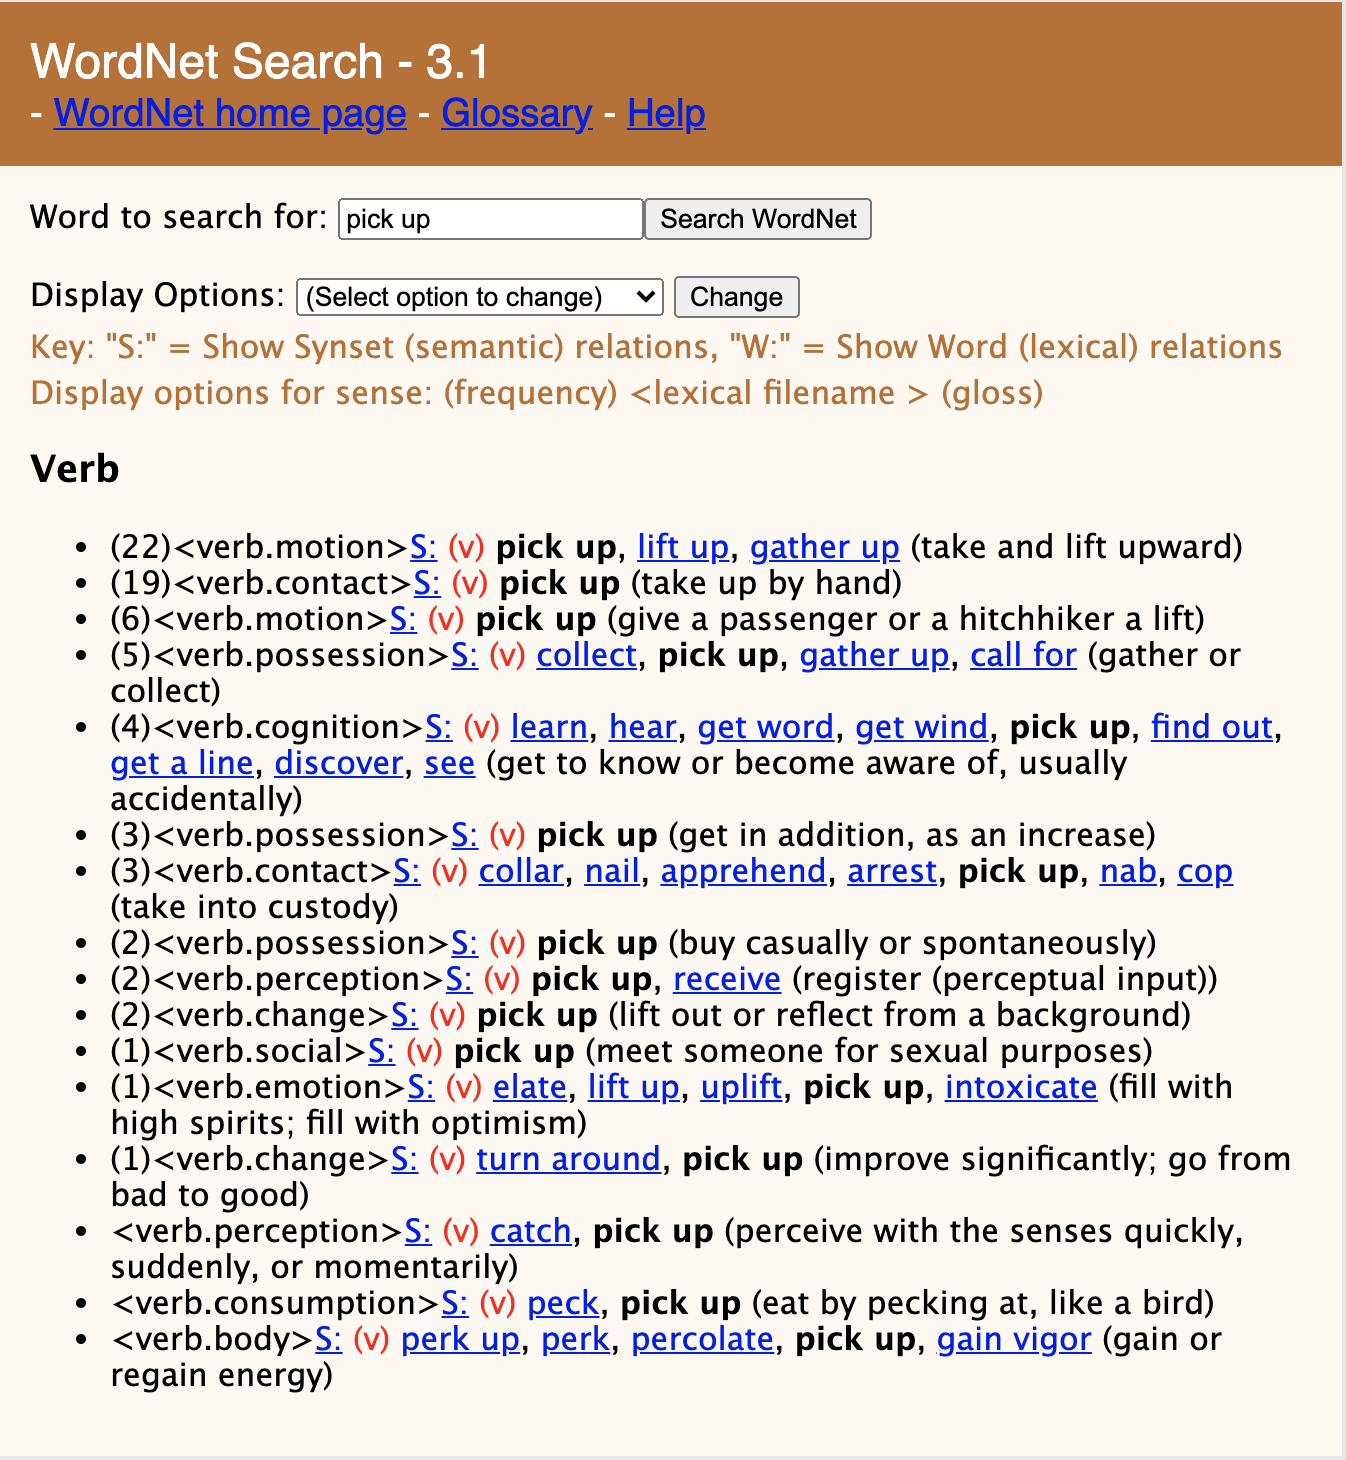 WordNet Search - 3.1
- WordNet home page - Glossary - Help
Word to search for: pick up Search WordNet
Display Options: (Select option to change) Change
Key: "S:" = Show Synset (semantic) relations, "W:" = Show Word (lexical) relations
Display options for sense: (frequency) <lexical filename > (gloss)
Verb
• (22)<verb.motion>S: (v) pick up, lift up, gather up (take and lift upward)
• (19)<verb.contact>S: (v) pick up (take up by hand)
• (6)<verb.motion>S: (v) pick up (give a passenger or a hitchhiker a lift)
• (5)<verb.possession>S: (v) collect, pick up, gather up, call for (gather or
collect)
• (4)<verb.cognition>S: (v) learn, hear, get word, get wind, pick up, find out,
get a line, discover, see (get to know or become aware of, usually
accidentally)
• (3)<verb.possession>S: (v) pick up (get in addition, as an increase)
• (3)<verb.contact>S: (v) collar, nail, apprehend, arrest, pick up, nab, cop
(take into custody)
• (2)<verb.possession>S: (v) pick up (buy casually or spontaneously)
• (2)<verb.perception>S: (v) pick up, receive (register (perceptual input))
• (2)<verb.change>S: (v) pick up (lift out or reflect from a background)
• (1)<verb.social>S: (v) pick up (meet someone for sexual purposes)
• (1)<verb.emotion>S: (v) elate, lift up, uplift, pick up, intoxicate (fill with
high spirits; fill with optimism)
• (1)<verb.change>S: (v) turn around, pick up (improve significantly; go from
bad to good)
• <verb.perception>S: (v) catch, pick up (perceive with the senses quickly,
suddenly, or momentarily)
• <verb.consumption>S: (v) peck, pick up (eat by pecking at, like a bird)
• <verb.body>S: (v) perk up, perk, percolate, pick up, gain vigor (gain or
regain energy)